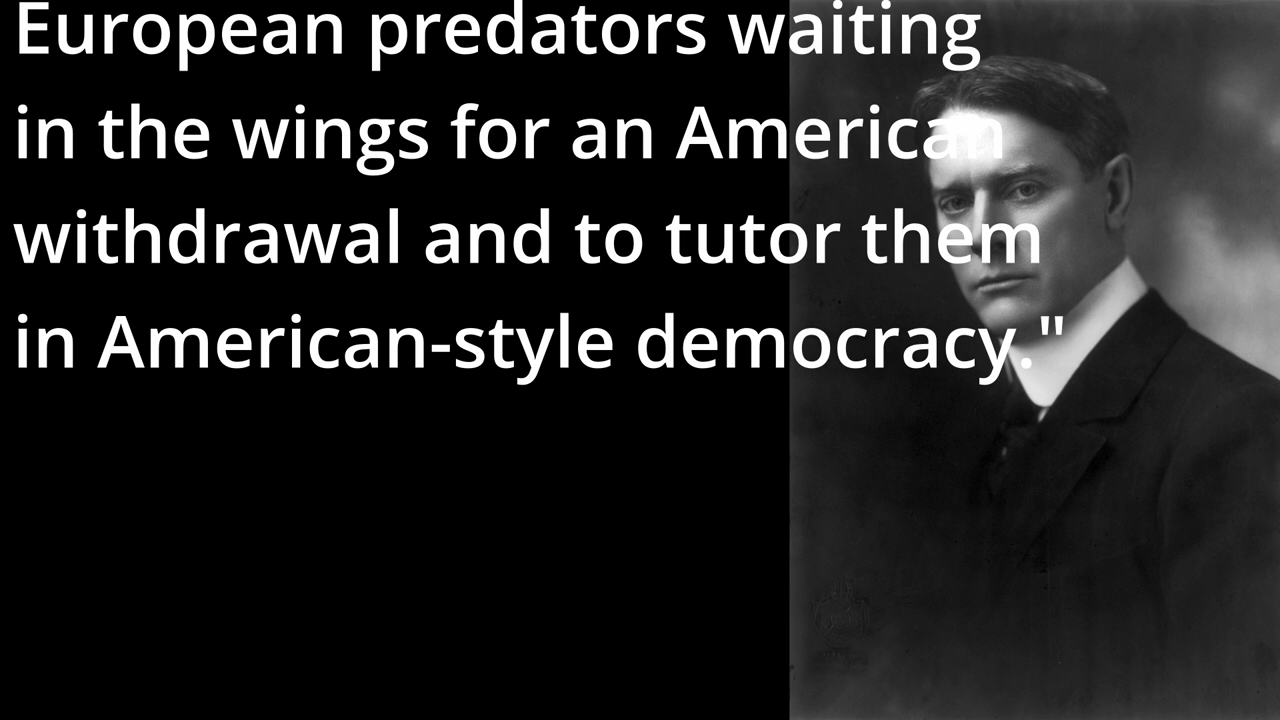 European predators waiting
in the wings for an American
withdrawal and to tutor them
in American-style democracy."